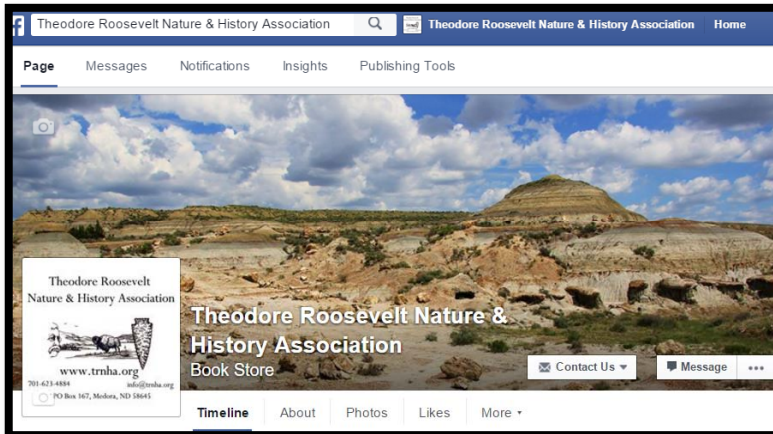 Theodore Roosevelt Nature & History Association
Theodore Roosevelt Nature & History Association Home
Page Messages Notifications Insights Publishing Tools
Theodore Roosevelt
Nature & History Association
www.trnha.org
701-623-4884 info@trnha.org
PO Box 167, Medora, ND 58645
Theodore Roosevelt Nature &
History Association
Book Store
Contact Us
Message
Timeline About Photos Likes More